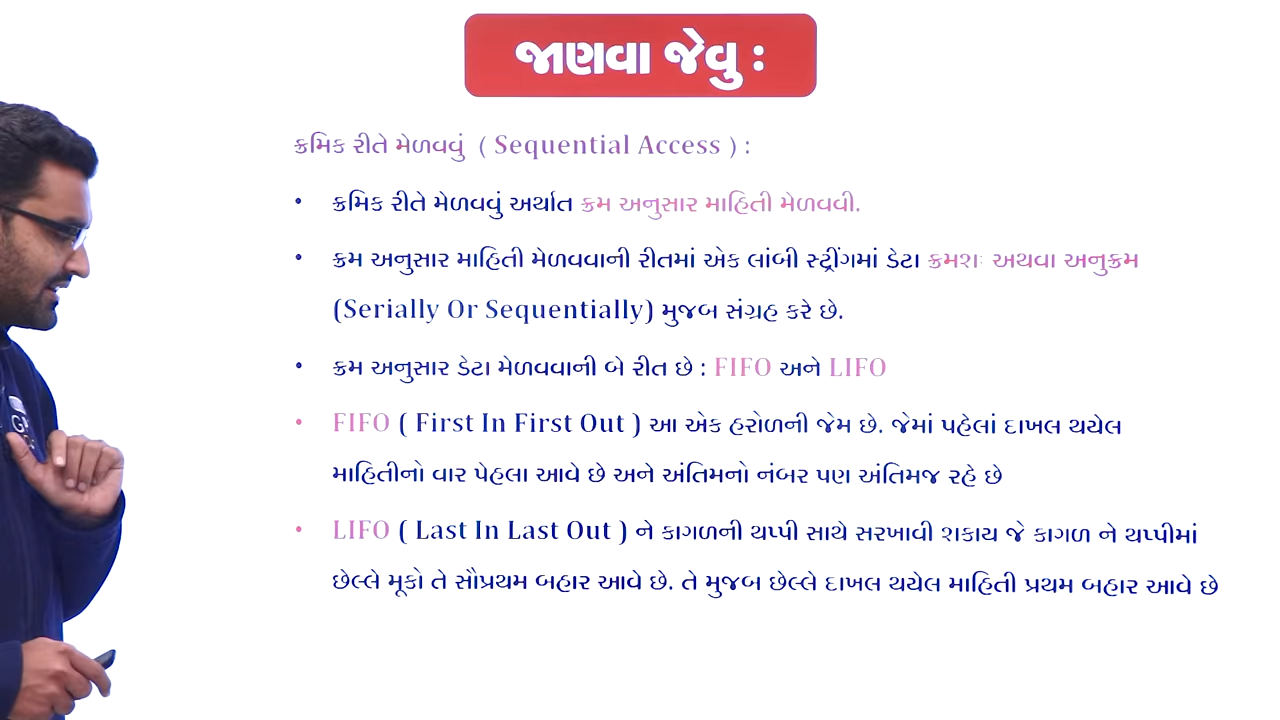 જાણવા જેવુ :
ક્રમિક રીતે મેળવવું ( Sequential Access ) :
• ક્રમિક રીતે મેળવવું અર્થાત ક્રમ અનુસાર માહિતી મેળવવી.
• ક્રમ અનુસાર માહિતી મેળવવાની રીતમાં એક લાંબી સ્ટ્રીંગમાં ડેટા ક્રમશઃ અથવા અનુક્રમ
(Serially Or Sequentially) મુજબ સંગ્રહ કરે છે.
• ક્રમ અનુસાર ડેટા મેળવવાની બે રીત છે : FIFO અને LIFO
• FIFO ( First In First Out ) આ એક હરોળની જેમ છે. જેમાં પહેલાં દાખલ થયેલ
માહિતીનો વાર પેહલા આવે છે અને અંતિમનો નંબર પણ અંતિમજ રહે છે
• LIFO ( Last In Last Out ) ને કાગળની થપ્પી સાથે સરખાવી શકાય જે કાગળ ને થપ્પીમાં
છેલ્લે મૂકો તે સૌપ્રથમ બહાર આવે છે. તે મુજબ છેલ્લે દાખલ થયેલ માહિતી પ્રથમ બહાર આવે છે